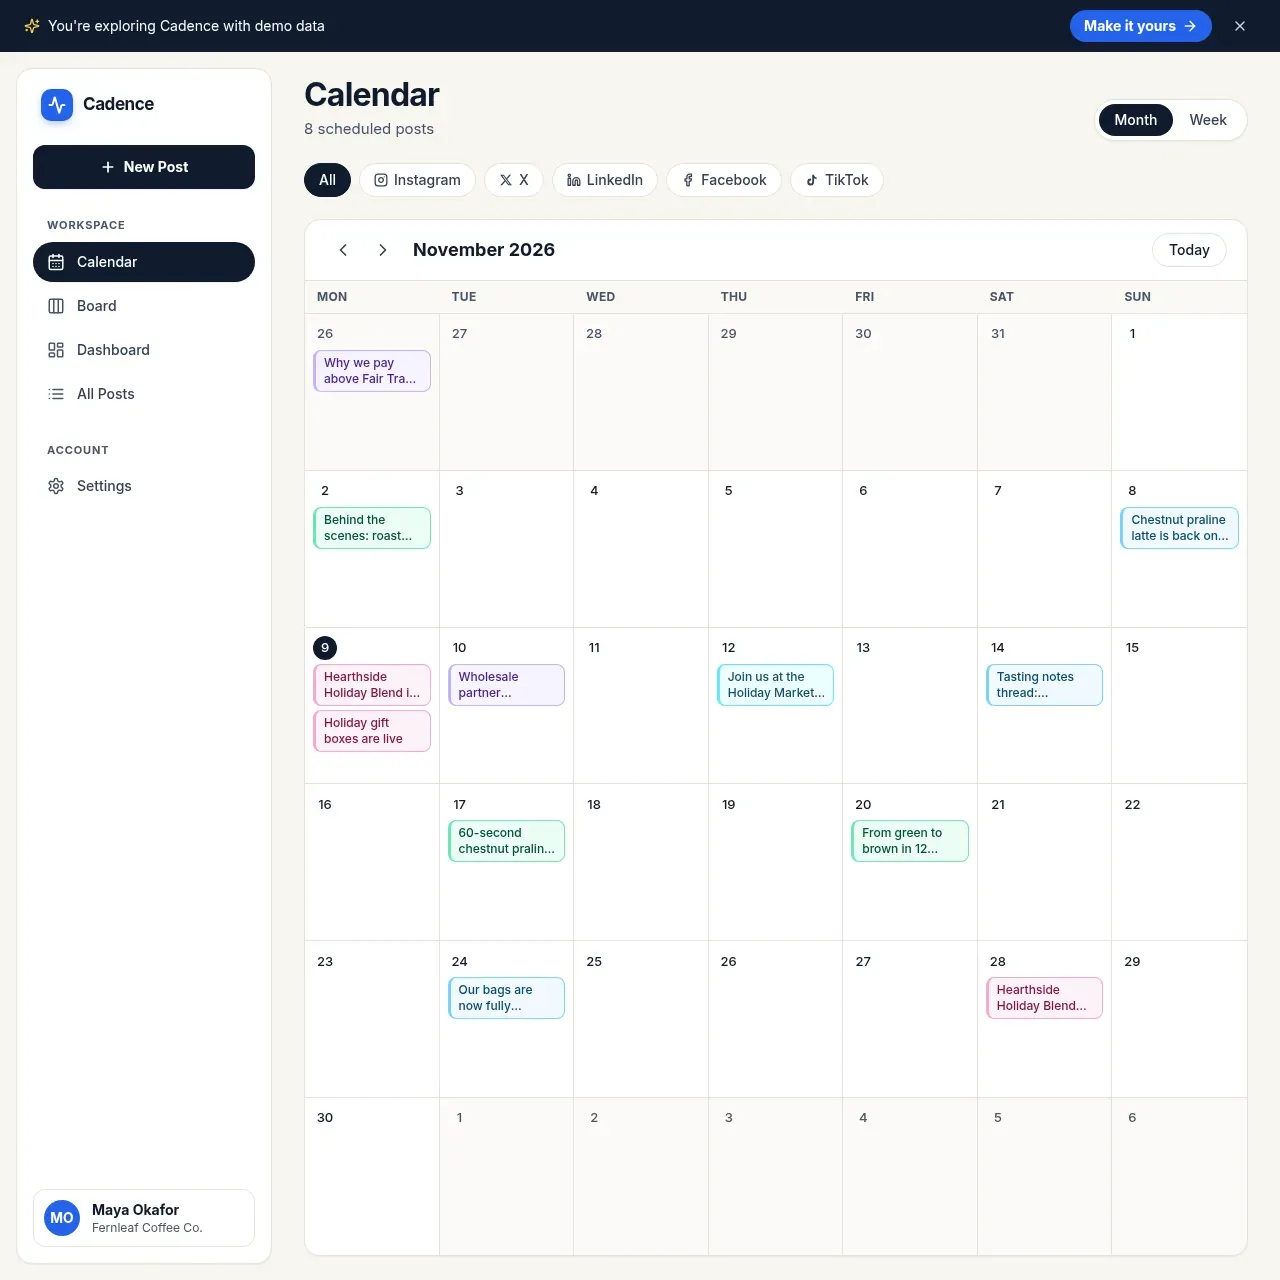 You're exploring Cadence with demo data
Make it yours
Cadence
New Post
WORKSPACE
Calendar
Board
Dashboard
All Posts
ACCOUNT
Settings
MO
Maya Okafor
Fernleaf Coffee Co.
Calendar
8 scheduled posts
Month Week
All Instagram X LinkedIn Facebook TikTok
November 2026
Today
MON TUE WED THU FRI SAT SUN
26 27 28 29 30 31 1
Why we pay
above Fair Tra...
2 3 4 5 6 7 8
Behind the
scenes: roast...
Chestnut praline
latte is back on...
9 10 11 12 13 14 15
Hearthside
Holiday Blend i...
Holiday gift
boxes are live
Wholesale
partner...
Join us at the
Holiday Market...
Tasting notes
thread:...
16 17 18 19 20 21 22
60-second
chestnut pralin...
From green to
brown in 12...
23 24 25 26 27 28 29
Our bags are
now fully...
Hearthside
Holiday Blend...
30 1 2 3 4 5 6